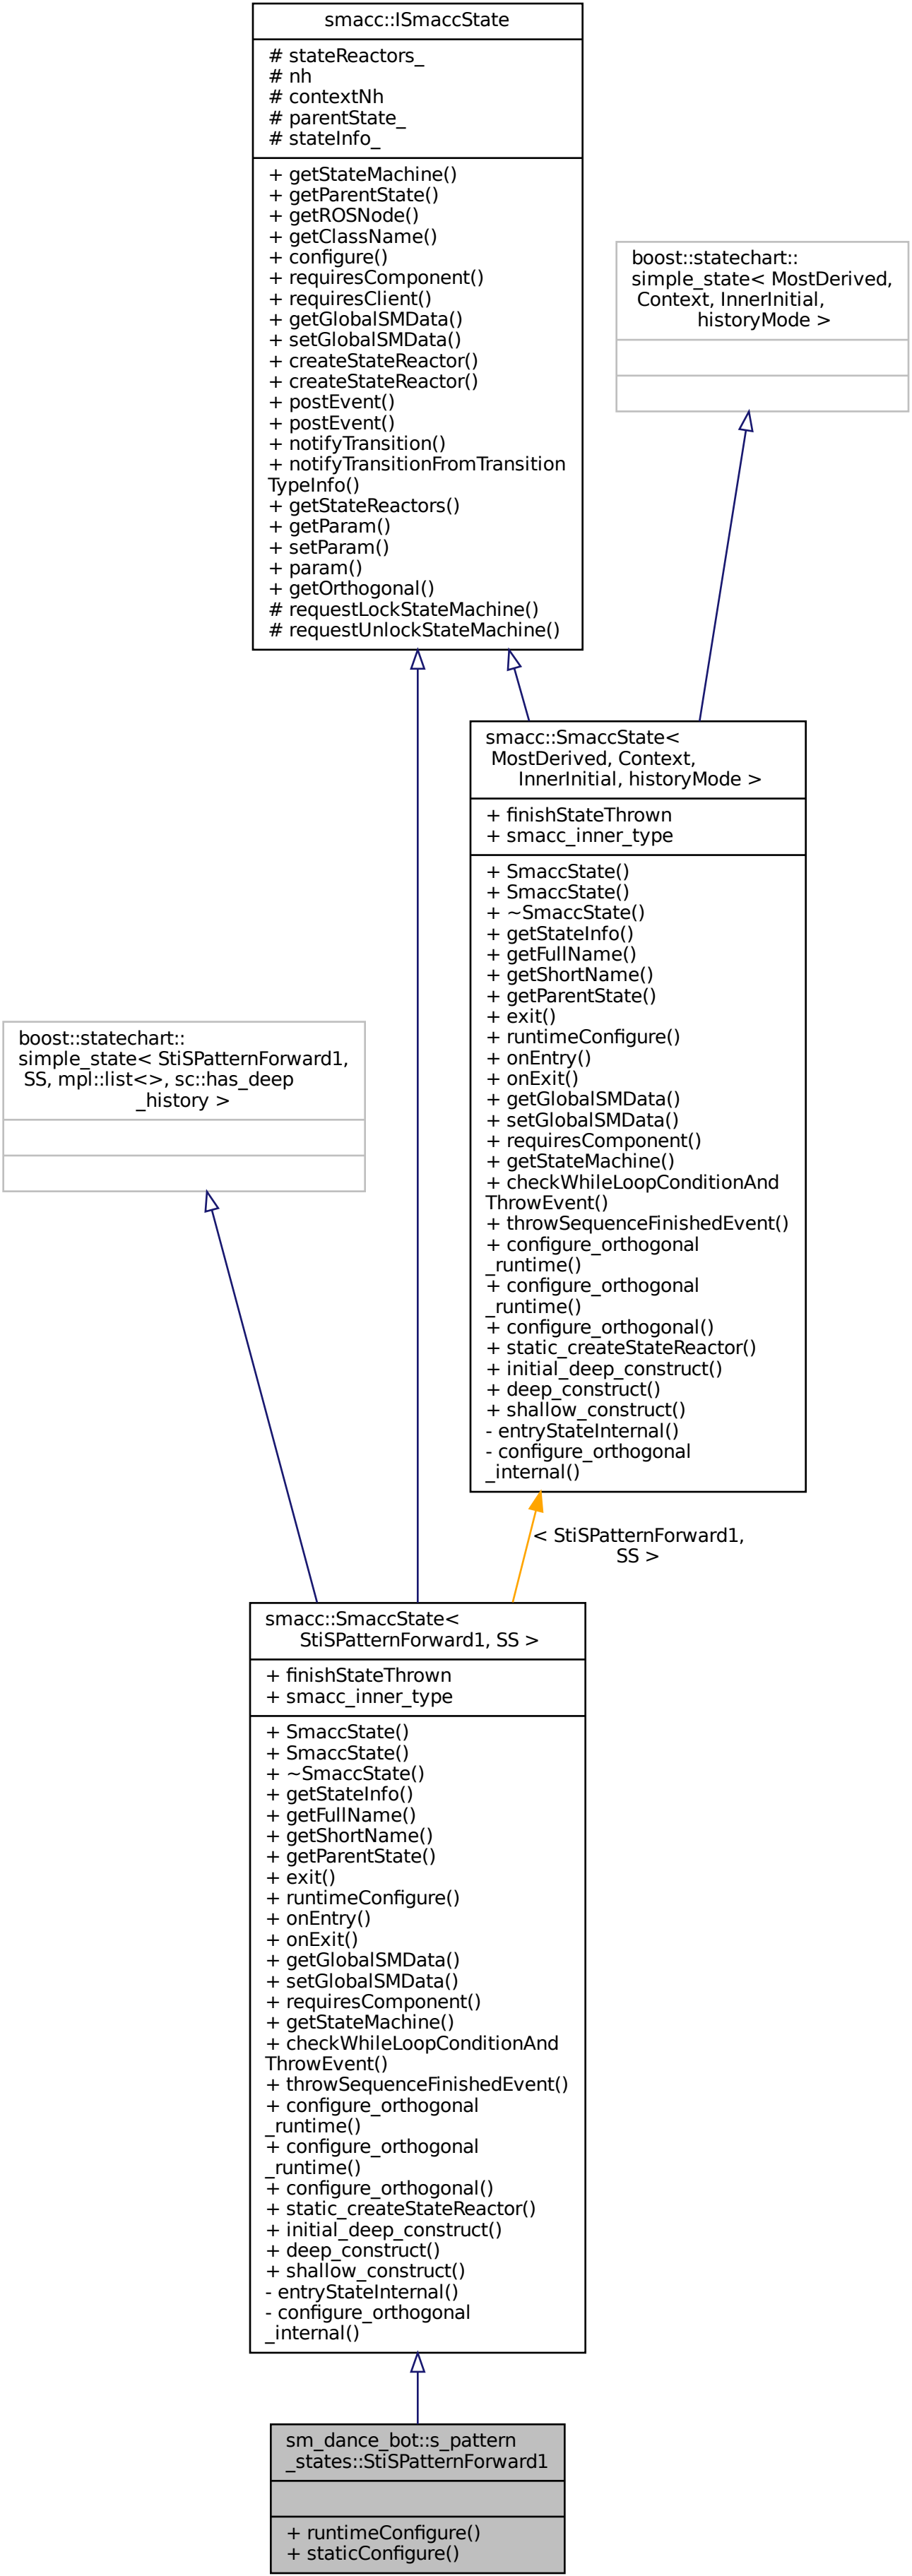 smacc::ISmaccState
# stateReactors_
# nh
# contextNh
# parentState_
# stateInfo_
+ getStateMachine()
+ getParentState()
+ getROSNode()
+ getClassName()
+ configure()
+ requiresComponent()
+ requiresClient()
+ getGlobalSMData()
+ setGlobalSMData()
+ createStateReactor()
+ createStateReactor()
+ postEvent()
+ postEvent()
+ notifyTransition()
+ notifyTransitionFromTransition
TypeInfo()
+ getStateReactors()
+ getParam()
+ setParam()
+ param()
+ getOrthogonal()
# requestLockStateMachine()
# requestUnlockStateMachine()
boost::statechart::
simple_state< MostDerived,
Context, InnerInitial,
historyMode >
smacc::SmaccState<
MostDerived, Context,
InnerInitial, historyMode >
+ finishStateThrown
+ smacc_inner_type
+ SmaccState()
+ SmaccState()
+ ~SmaccState()
+ getStateInfo()
+ getFullName()
+ getShortName()
+ getParentState()
+ exit()
+ runtimeConfigure()
+ onEntry()
+ onExit()
+ getGlobalSMData()
+ setGlobalSMData()
+ requiresComponent()
+ getStateMachine()
+ checkWhileLoopConditionAnd
ThrowEvent()
+ throwSequenceFinishedEvent()
+ configure_orthogonal
_runtime()
+ configure_orthogonal
_runtime()
+ configure_orthogonal()
+ static_createStateReactor()
+ initial_deep_construct()
+ deep_construct()
+ shallow_construct()
- entryStateInternal()
- configure_orthogonal
_internal()
boost::statechart::
simple_state< StiSPatternForward1,
SS, mpl::list<>, sc::has_deep
_history >
< StiSPatternForward1,
SS >
smacc::SmaccState<
StiSPatternForward1, SS >
+ finishStateThrown
+ smacc_inner_type
+ SmaccState()
+ SmaccState()
+ ~SmaccState()
+ getStateInfo()
+ getFullName()
+ getShortName()
+ getParentState()
+ exit()
+ runtimeConfigure()
+ onEntry()
+ onExit()
+ getGlobalSMData()
+ setGlobalSMData()
+ requiresComponent()
+ getStateMachine()
+ checkWhileLoopConditionAnd
ThrowEvent()
+ throwSequenceFinishedEvent()
+ configure_orthogonal
_runtime()
+ configure_orthogonal
_runtime()
+ configure_orthogonal()
+ static_createStateReactor()
+ initial_deep_construct()
+ deep_construct()
+ shallow_construct()
- entryStateInternal()
- configure_orthogonal
_internal()
sm_dance_bot::s_pattern
_states::StiSPatternForward1
+ runtimeConfigure()
+ staticConfigure()